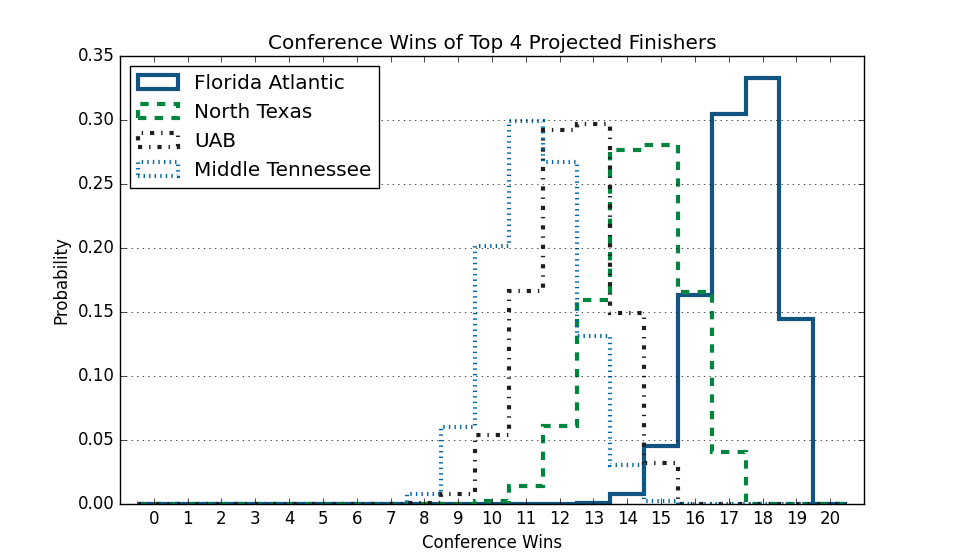 Conference Wins of Top 4 Projected Finishers
Florida Atlantic
North Texas
UAB
Middle Tennessee
Probability
0.35
0.30
0.25
0.20
0.15
0.10
0.05
0.00
0 1 2 3 4 5 6 7 8 9 10 11 12 13 14 15 16 17 18 19 20
Conference Wins